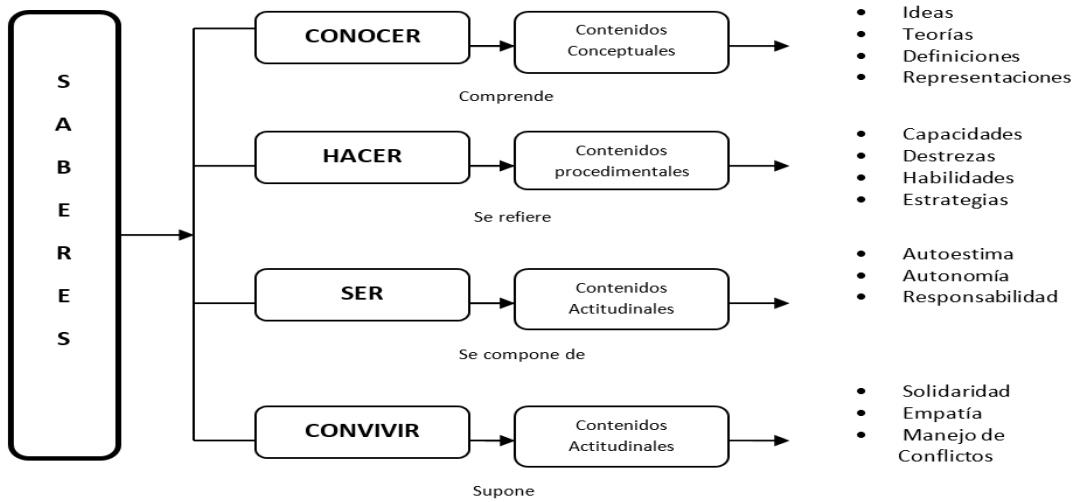 SABERES
CONOCER
Contenidos
Conceptuales
Comprende
Ideas
Teorías
Definiciones
Representaciones
HACER
Contenidos
procedimentales
Se refiere
Capacidades
Destrezas
Habilidades
Estrategias
SER
Contenidos
Actitudinales
Se compone de
Autoestima
Autonomía
Responsabilidad
CONVIVIR
Contenidos
Actitudinales
Supone
Solidaridad
Empatía
Manejo de
Conflictos